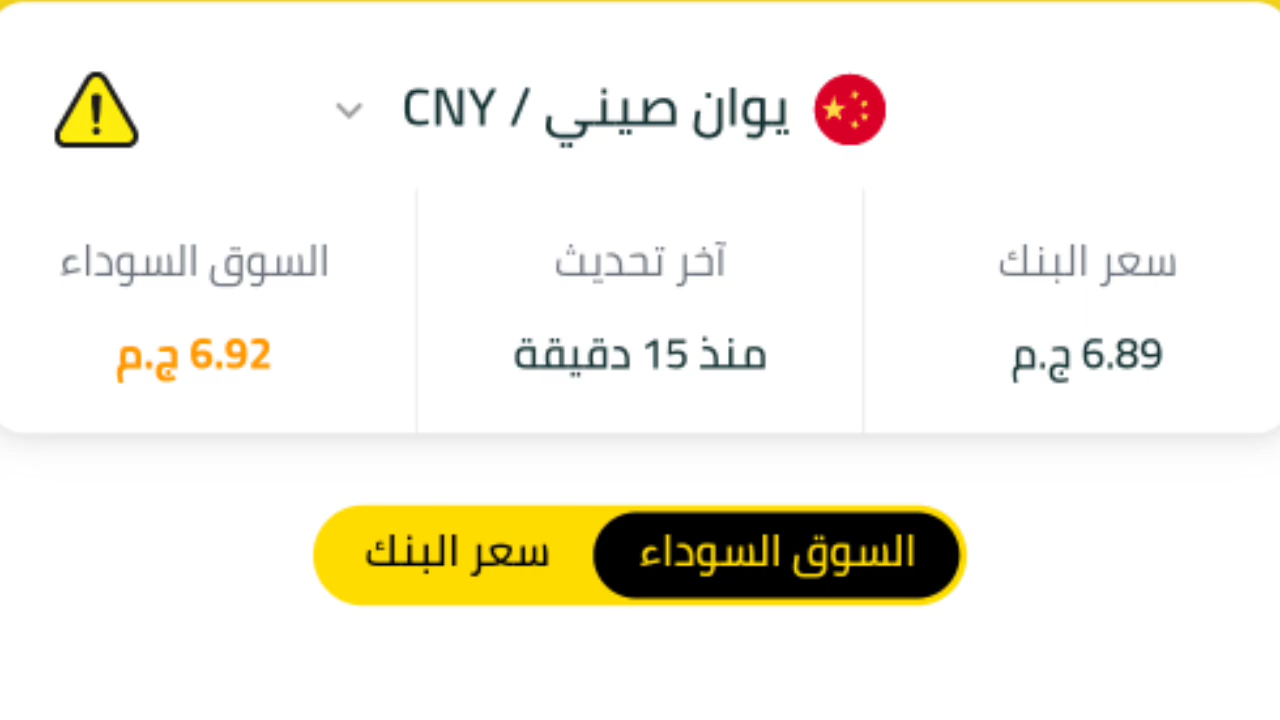 يوان صيني / CNY
سعر البنك
آخر تحديث
السوق السوداء
6.89 ج.م
منذ 15 دقيقة
6.92 ج.م
السوق السوداء
سعر البنك